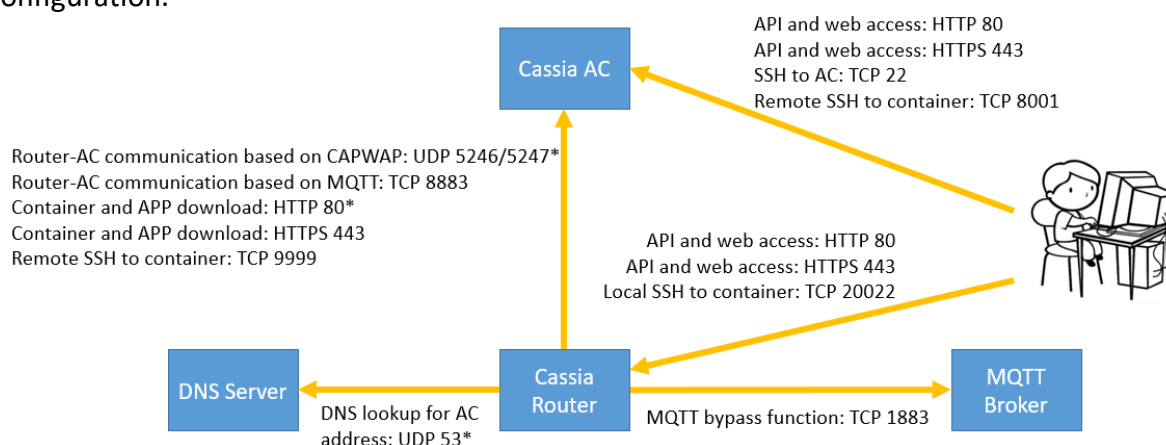 onfiguration.
API and web access: HTTP 80
API and web access: HTTPS 443
SSH to AC: TCP 22
Remote SSH to container: TCP 8001
Cassia AC
Router-AC communication based on CAPWAP: UDP 5246/5247*
Router-AC communication based on MQTT: TCP 8883
Container and APP download: HTTP 80*
Container and APP download: HTTPS 443
Remote SSH to container: TCP 9999
API and web access: HTTP 80
API and web access: HTTPS 443
Local SSH to container: TCP 20022
DNS Server
Cassia
Router
MQTT
Broker
DNS lookup for AC
address: UDP 53*
MQTT bypass function: TCP 1883